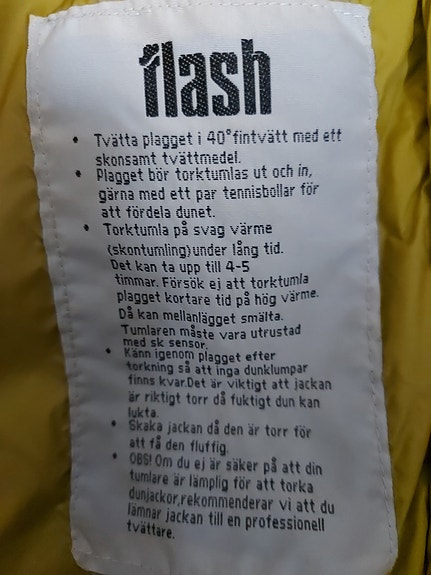 flash
• Tvätta plagget i 40° fintvätt med ett
skonsamt tvättmedel.
• Plagget bör torktumlas ut och in,
gärna med ett par tennisbollar för
att fördela dunet.
• Torktumla på svag värme
(skontumling)under lång tid.
Det kan ta upp till 4-5
timmar. Försök ej att torktumla
plagget kortare tid på hög värme.
Då kan mellanlägget smälta.
Tumlaren måste vara utrustad
med sk sensor.
• Känn igenom plagget efter
torkning så att inga dunklumpar
finns kvar.Det är viktigt att jackan
är riktigt torr då fuktigt dun kan
lukta.
• Skaka jackan då den är torr för
att få den fluffig.
• OBS! Om du ej är säker på att din
tumlare är lämplig för att torka
dunjackor,rekommenderar vi att du
lämnar jackan till en professionell
tvättare.